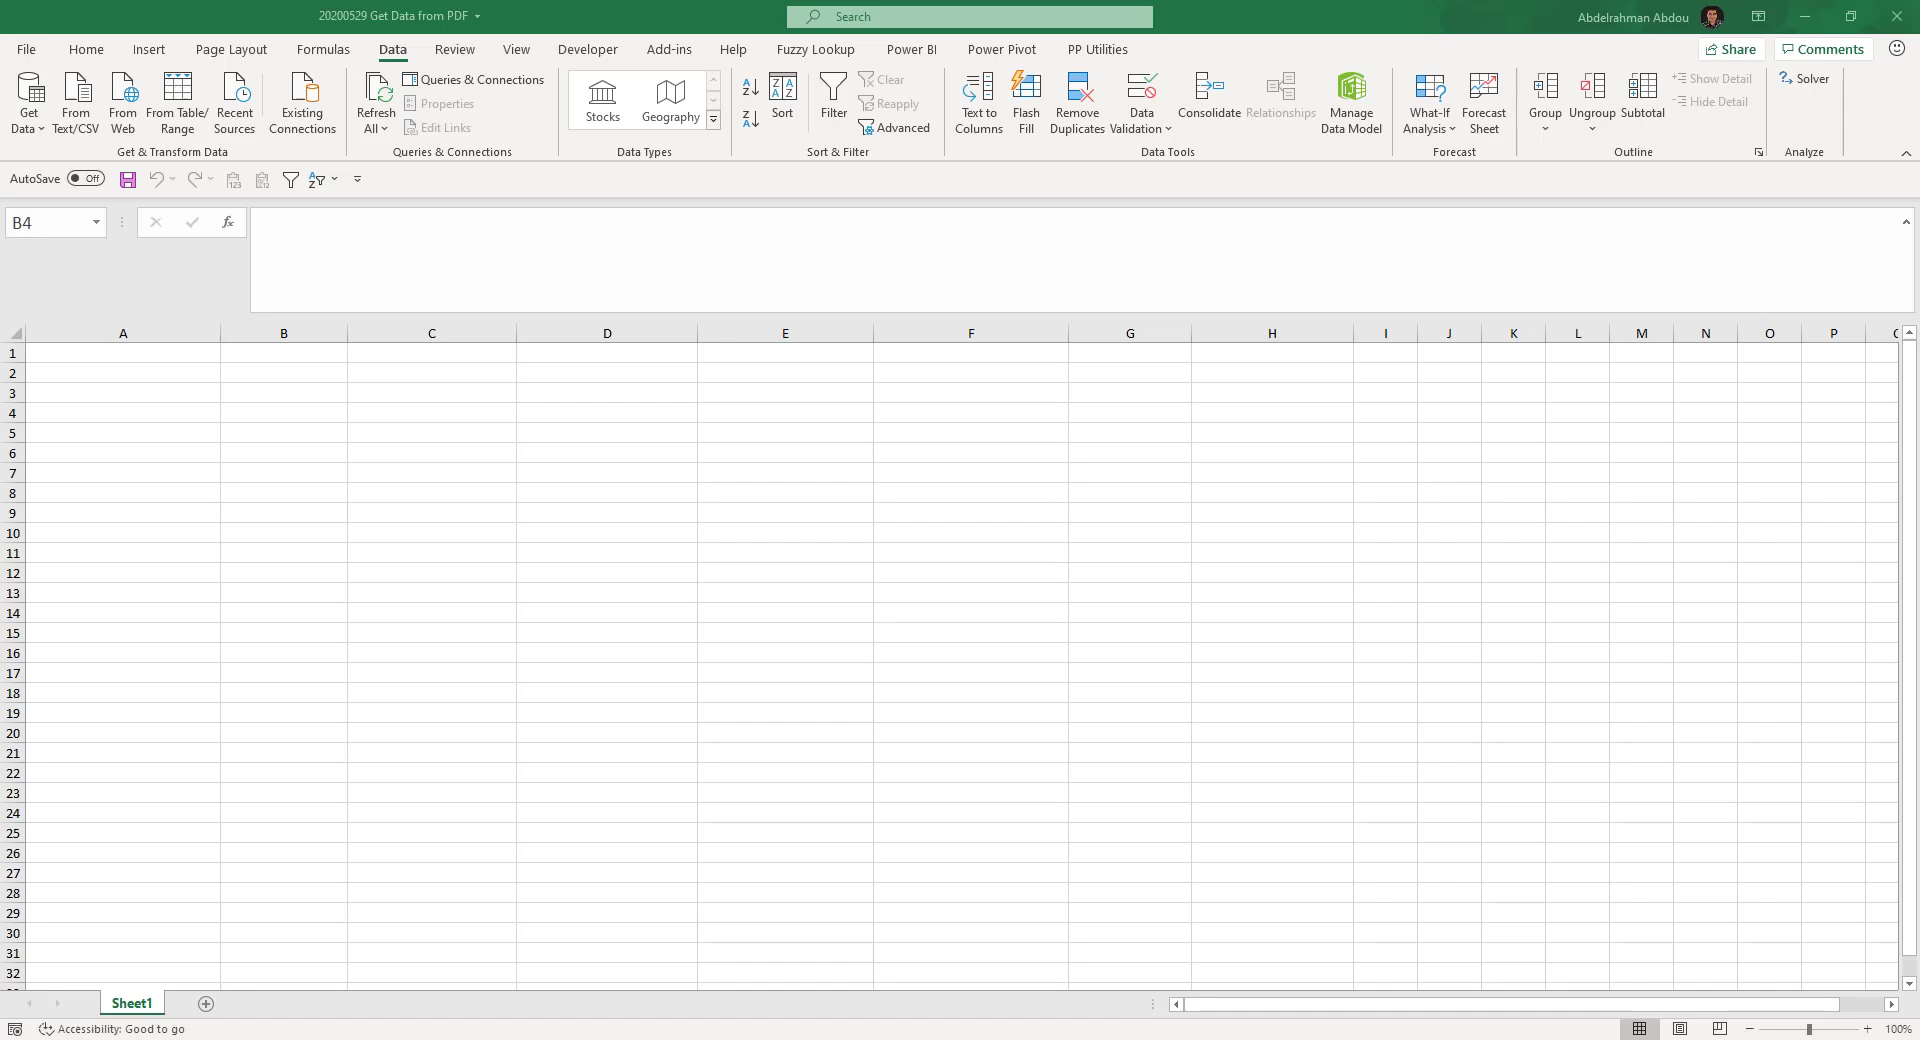 20200529 Get Data from PDF
Search
Abdelrahman Abdou
File Home Insert Page Layout Formulas Data Review View Developer Add-ins Help Fuzzy Lookup Power BI Power Pivot PP Utilities Share Comments
Get Data
From Text/CSV
From Web
From Table/ Range
Recent Sources
Existing Connections
Get & Transform Data
Refresh All
Queries & Connections
Properties
Edit Links
Queries & Connections
Stocks
Geography
Data Types
Sort
Filter
Clear
Reapply
Advanced
Sort & Filter
Text to Columns
Flash Fill
Remove Duplicates
Data Validation
Consolidate
Relationships
Manage Data Model
Data Tools
What-If Analysis
Forecast Sheet
Forecast
Group
Ungroup
Subtotal
Show Detail
Hide Detail
Outline
Solver
Analyze
AutoSave Off
B4
fx
A B C D E F G H I J K L M N O P
1
2
3
4
5
6
7
8
9
10
11
12
13
14
15
16
17
18
19
20
21
22
23
24
25
26
27
28
29
30
31
32
Sheet1
Accessibility: Good to go
100%